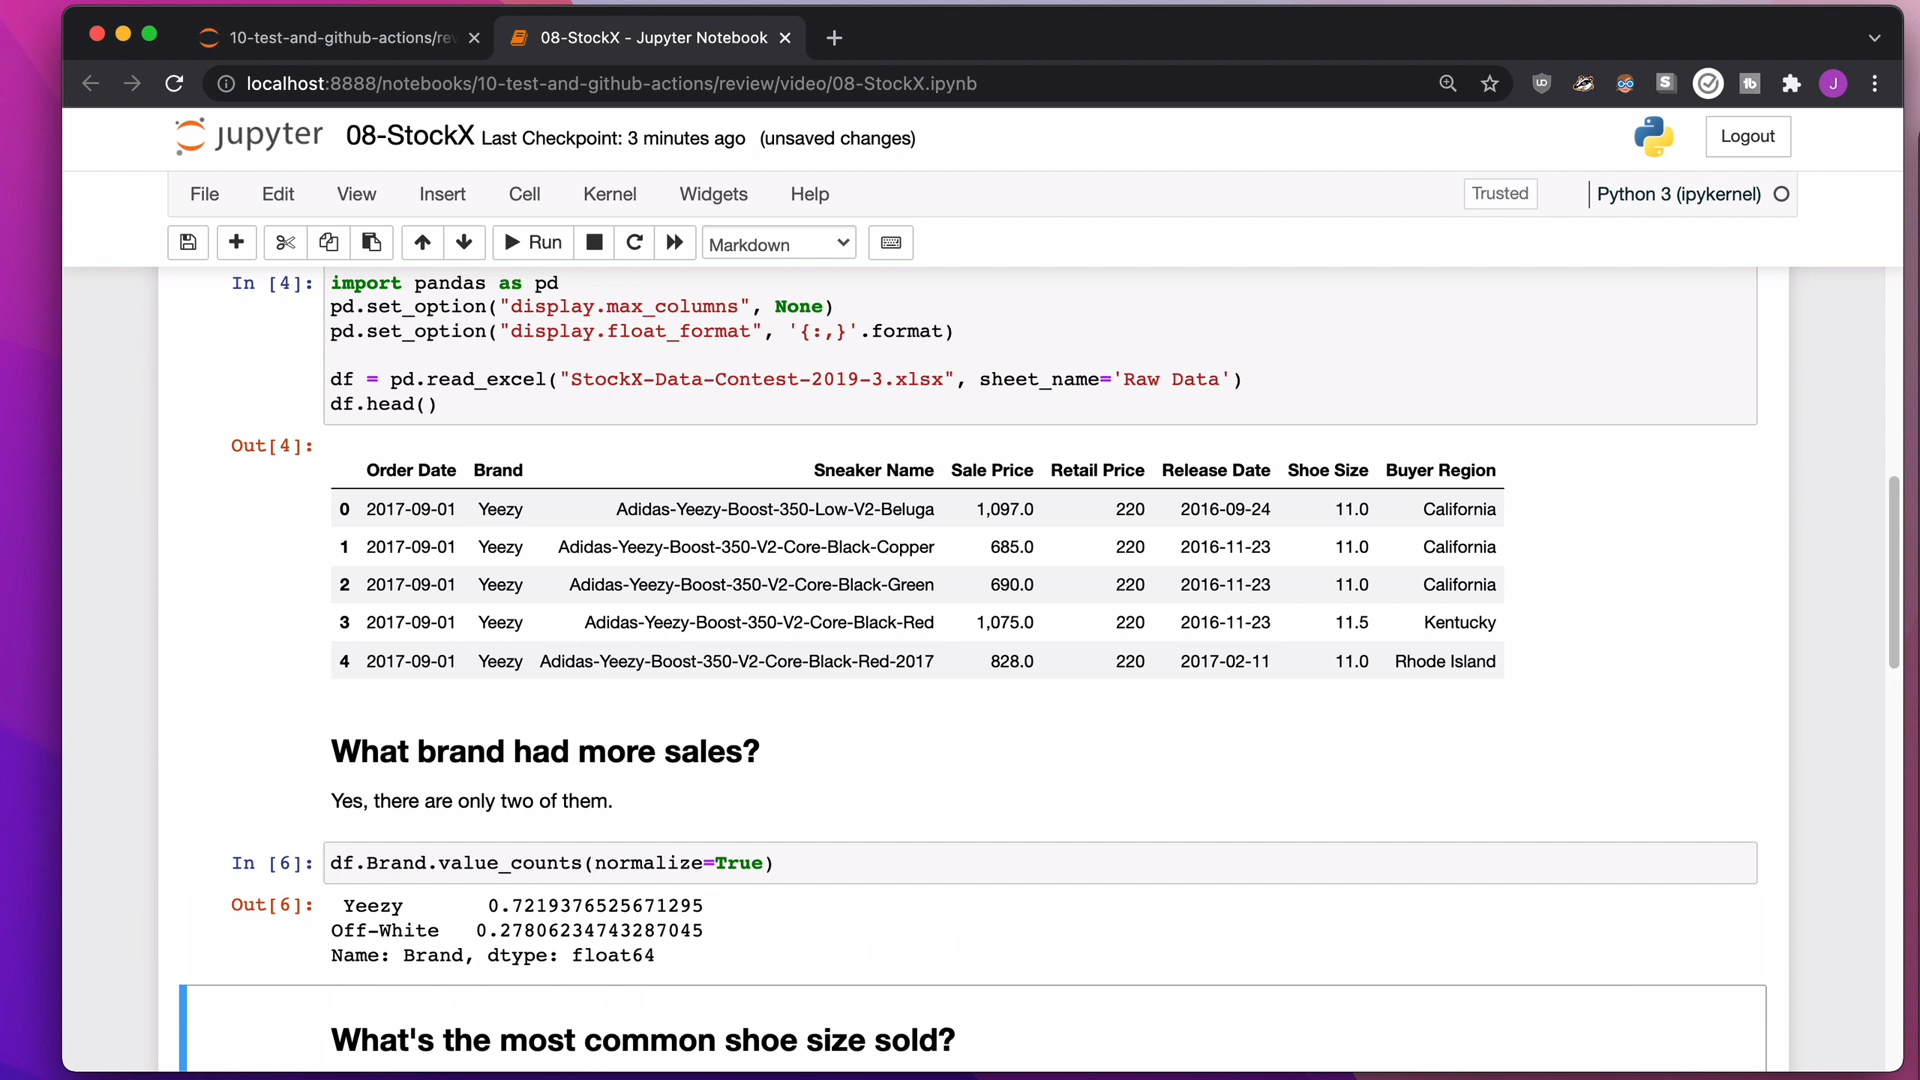 10-test-and-github-actions/re
08-StockX - Jupyter Notebook
localhost:8888/notebooks/10-test-and-github-actions/review/video/08-StockX.ipynb
J
jupyter 08-StockX Last Checkpoint: 3 minutes ago (unsaved changes)
Logout
File Edit View Insert Cell Kernel Widgets Help
Trusted
Python 3 (ipykernel)
Run
Markdown
In [4]: import pandas as pd
pd.set_option("display.max_columns", None)
pd.set_option("display.float_format", '{:,}'.format)
df = pd.read_excel("StockX-Data-Contest-2019-3.xlsx", sheet_name='Raw Data')
df.head()
Out[4]:
Order Date Brand Sneaker Name Sale Price Retail Price Release Date Shoe Size Buyer Region
0 2017-09-01 Yeezy Adidas-Yeezy-Boost-350-Low-V2-Beluga 1,097.0 220 2016-09-24 11.0 California
1 2017-09-01 Yeezy Adidas-Yeezy-Boost-350-V2-Core-Black-Copper 685.0 220 2016-11-23 11.0 California
2 2017-09-01 Yeezy Adidas-Yeezy-Boost-350-V2-Core-Black-Green 690.0 220 2016-11-23 11.0 California
3 2017-09-01 Yeezy Adidas-Yeezy-Boost-350-V2-Core-Black-Red 1,075.0 220 2016-11-23 11.5 Kentucky
4 2017-09-01 Yeezy Adidas-Yeezy-Boost-350-V2-Core-Black-Red-2017 828.0 220 2017-02-11 11.0 Rhode Island
What brand had more sales?
Yes, there are only two of them.
In [6]: df.Brand.value_counts(normalize=True)
Out[6]: Yeezy 0.7219376525671295
Off-White 0.27806234743287045
Name: Brand, dtype: float64
What's the most common shoe size sold?